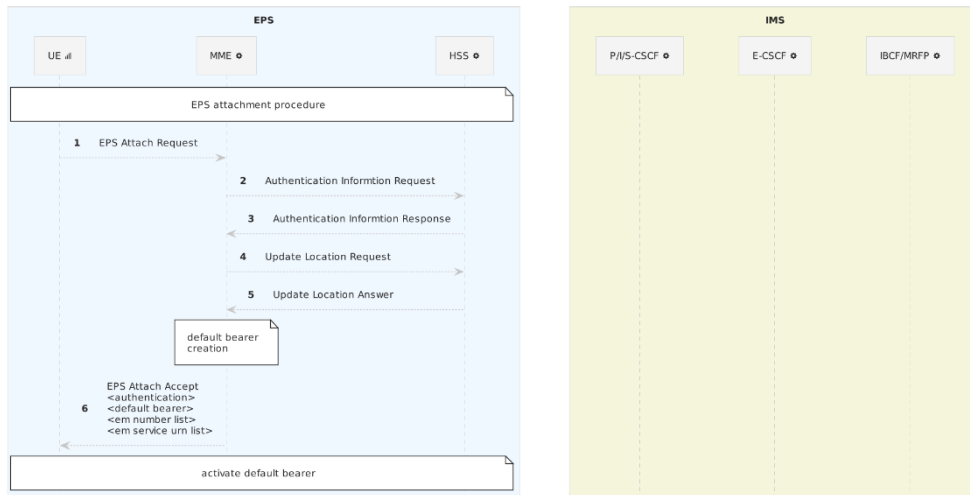 EPS
IMS
UE
MME
HSS
P/I/S-CSCF
E-CSCF
IBCF/MRFP
EPS attachment procedure
1 EPS Attach Request
2 Authentication Informtion Request
3 Authentication Informtion Response
4 Update Location Request
5 Update Location Answer
default bearer
creation
EPS Attach Accept
<authentication>
6 <default bearer>
<em number list>
<em service urn list>
activate default bearer